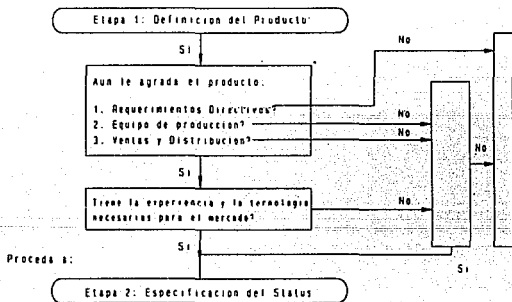 Etapa 1: Definicion del Producto
Si
No
Aun le agrada el producto:
1. Requerimientos Directivos?
2. Equipo de produccion?
3. Ventas y Distribucion?
No
No
No
Si
Tiene la experiencia y la tecnologia
necesarias para el mercado?
No
Si
Proceda a:
Si
Etapa 2: Especificacion del Status